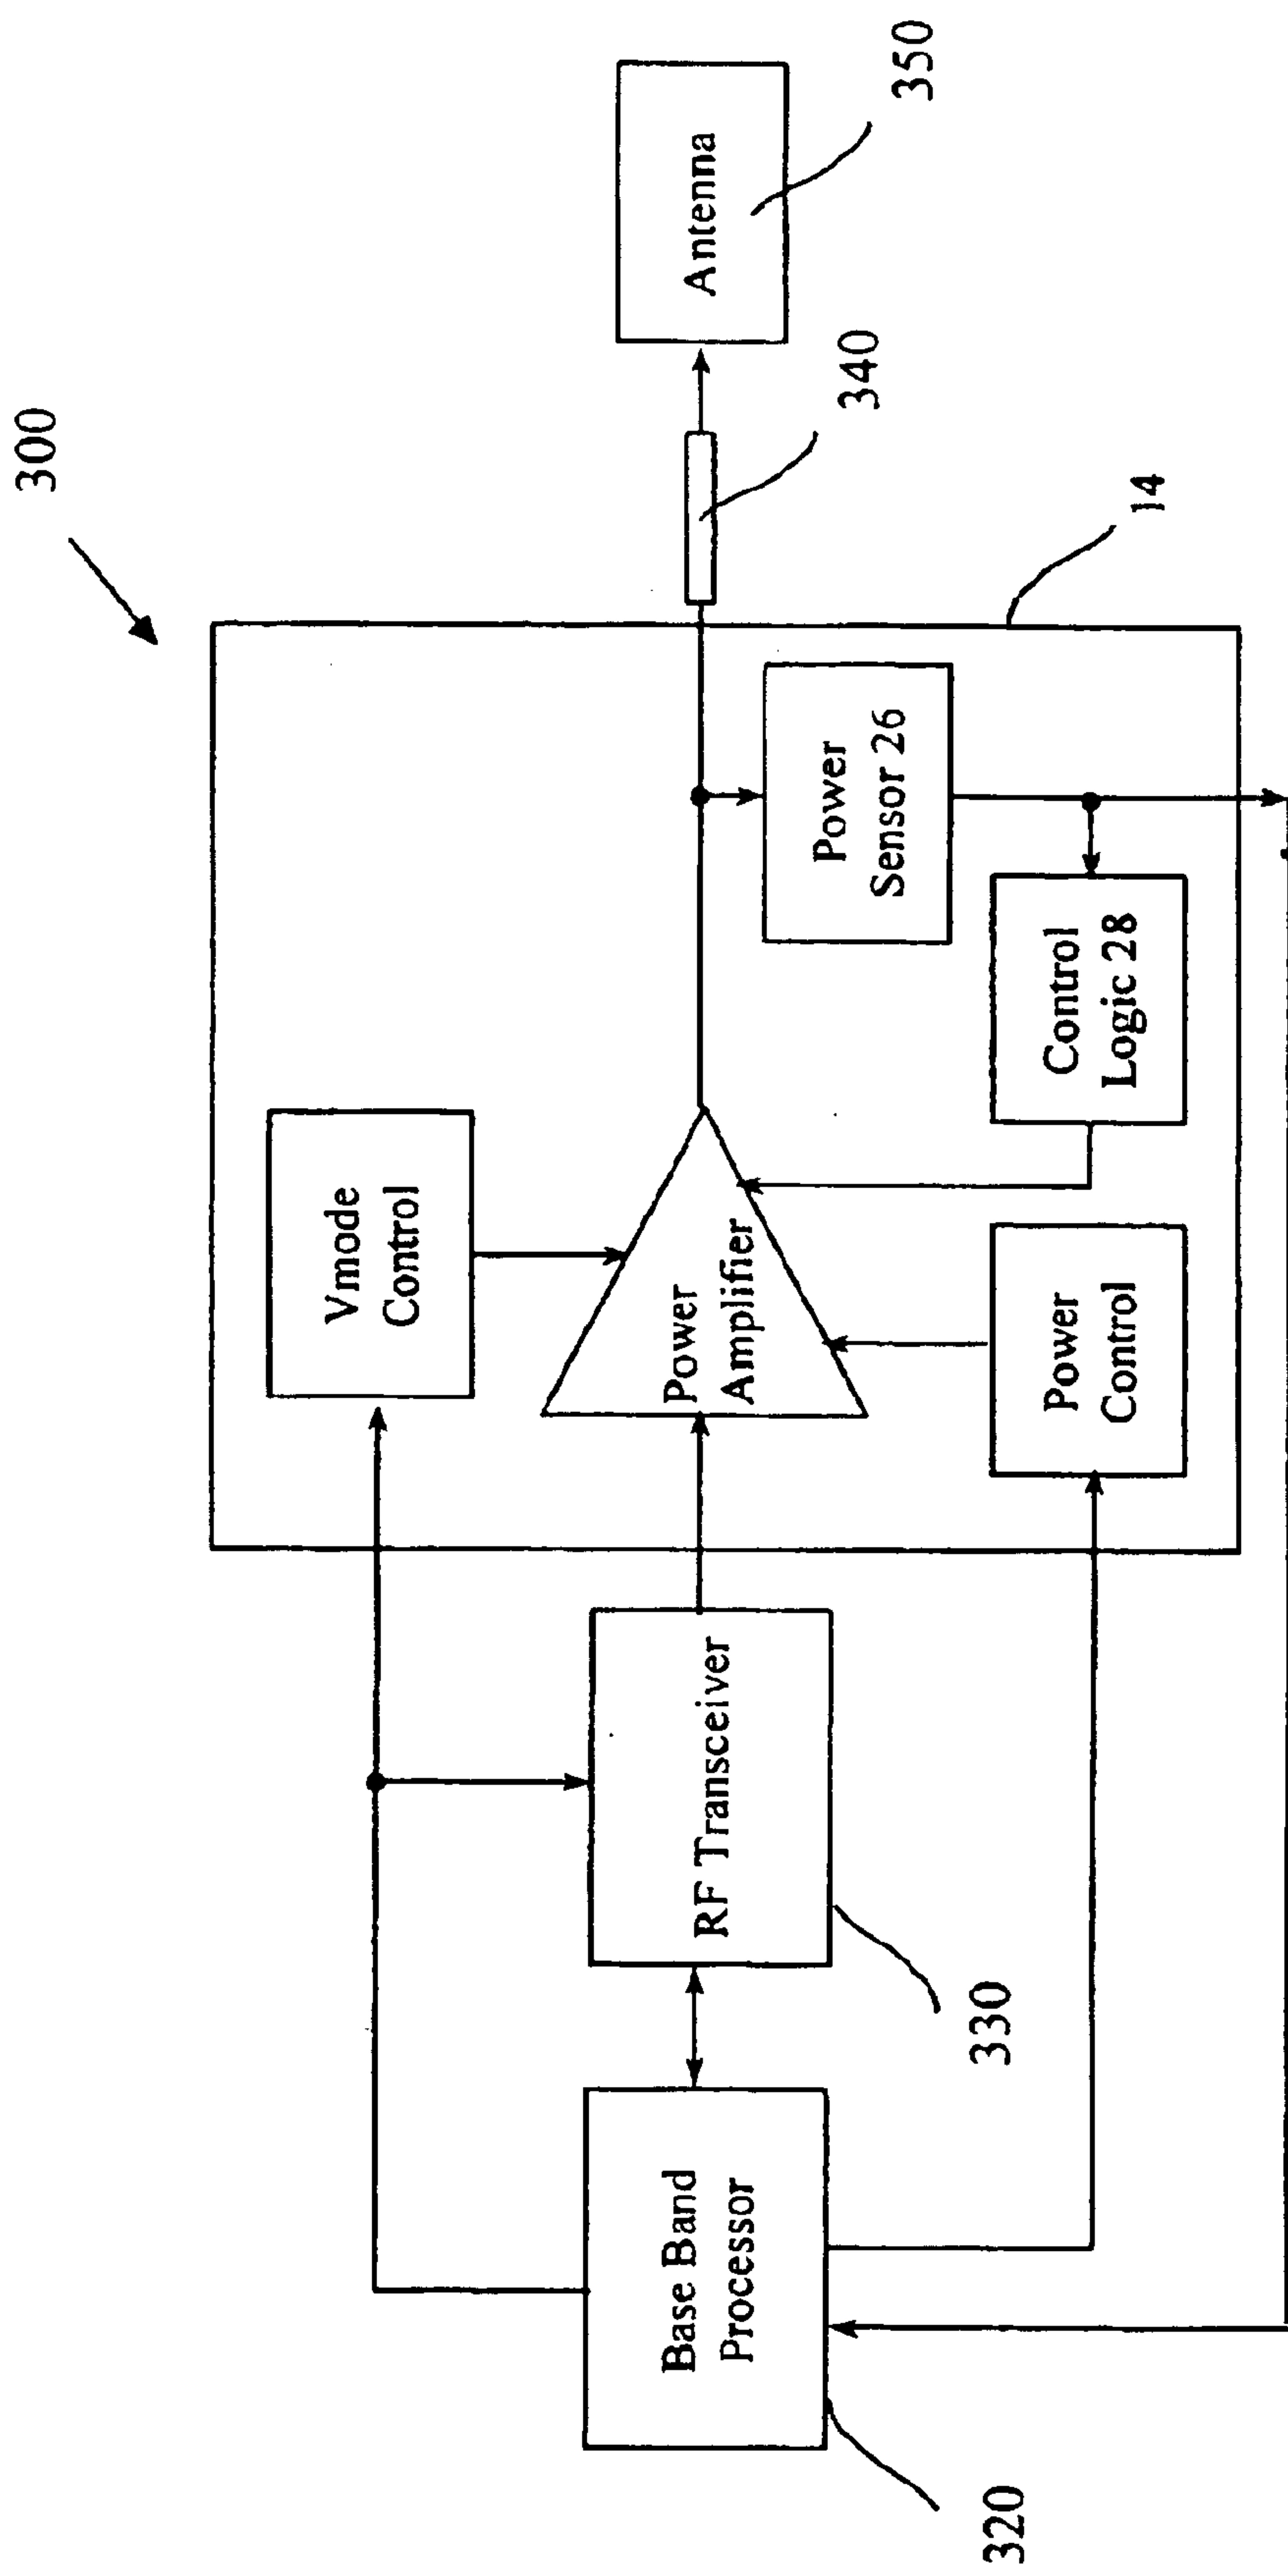 300
Vmode
Control
Antenna
350
340
Base Band
Processor
320
RF Transceiver
330
Power
Amplifier
Power
Sensor 26
14
Control
Logic 28
Power
Control